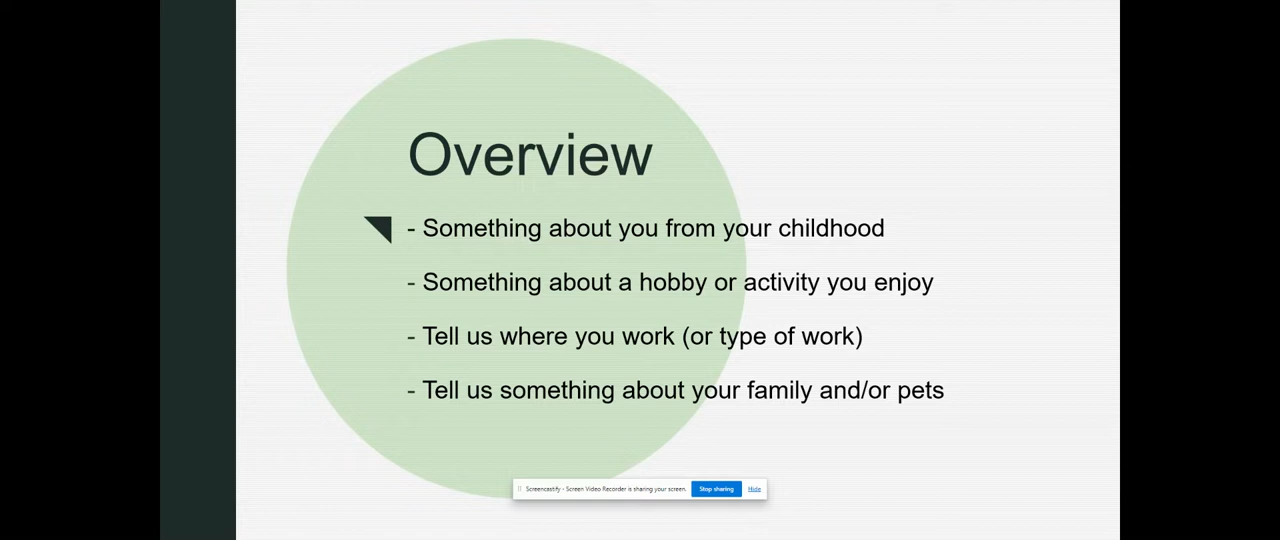 Overview
- Something about you from your childhood
- Something about a hobby or activity you enjoy
- Tell us where you work (or type of work)
- Tell us something about your family and/or pets
Screencastify - Screen Video Recorder is sharing your screen.
Stop sharing
Hide